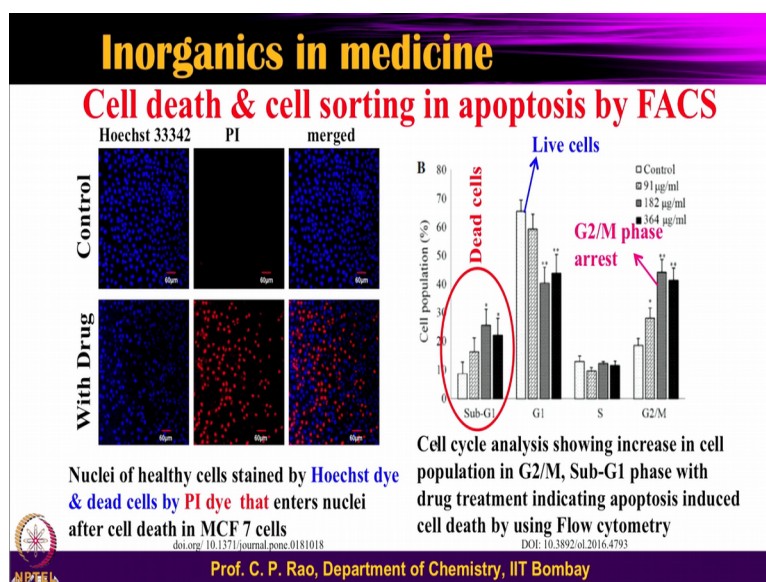 Inorganics in medicine
Cell death & cell sorting in apoptosis by FACS
Hoechst 33342 PI merged
Control
60μm 60μm 60μm
With Drug
60μm 60μm 60μm
Nuclei of healthy cells stained by Hoechst dye
& dead cells by PI dye that enters nuclei
after cell death in MCF 7 cells
doi.org/ 10.1371/journal.pone.0181018
B
Live cells
Dead cells
G2/M phase
arrest
Control
91μg/ml
182 μg/ml
364 μg/ml
Cell population (%)
80
70
60
50
40
30
20
10
0
* * ** ** * ** **
Sub-G1 G1 S G2/M
Cell cycle analysis showing increase in cell
population in G2/M, Sub-G1 phase with
drug treatment indicating apoptosis induced
cell death by using Flow cytometry
DOI: 10.3892/ol.2016.4793
NPTEL
Prof. C. P. Rao, Department of Chemistry, IIT Bombay